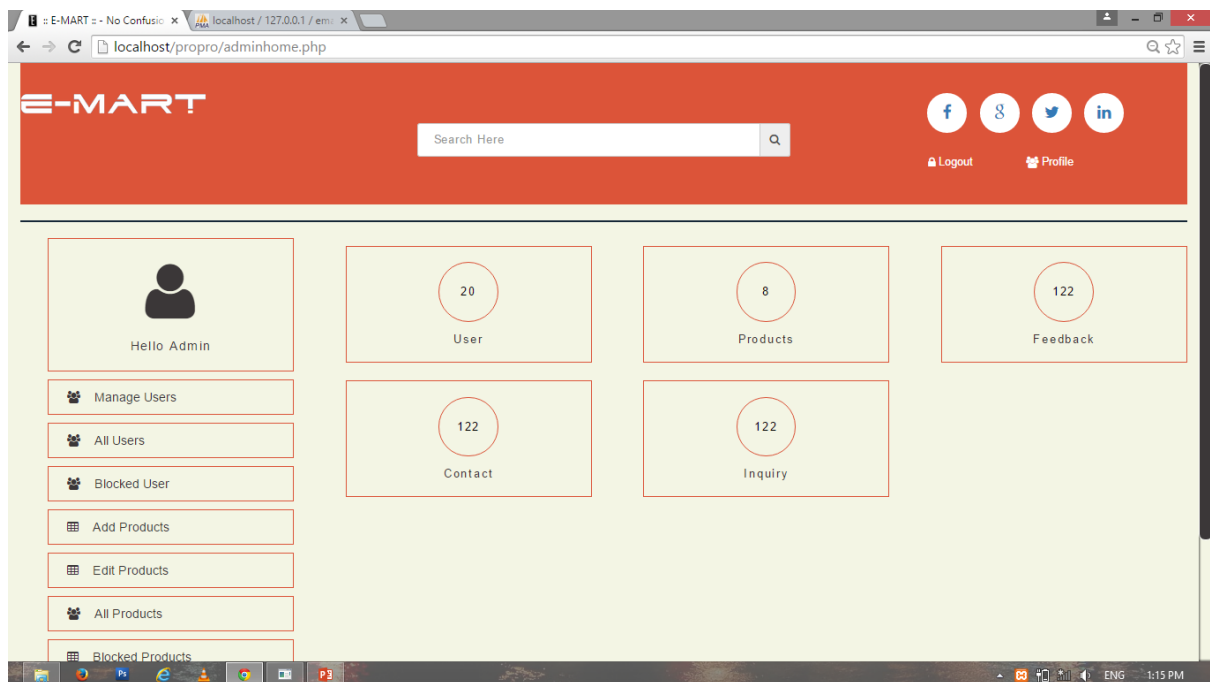 :: E-MART :: - No Confusio
localhost / 127.0.0.1 / ema
localhost/propro/adminhome.php
E-MART
Search Here
Logout
Profile
Hello Admin
20
User
8
Products
122
Feedback
122
Contact
122
Inquiry
Manage Users
All Users
Blocked User
Add Products
Edit Products
All Products
Blocked Products
ENG 1:15 PM